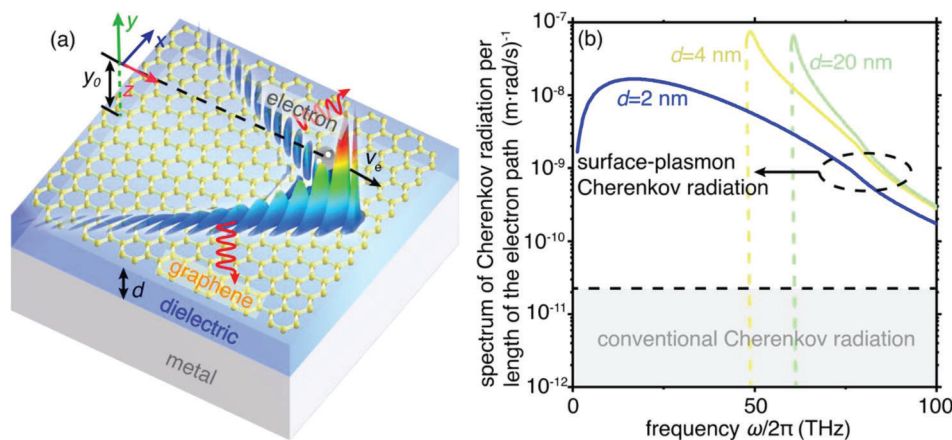 (a)
y
x
y₀
z
electron
vₑ
graphene
d
dielectric
metal
(b)
spectrum of Cherenkov radiation per
length of the electron path (m·rad/s)⁻¹
10⁻⁷
10⁻⁸
10⁻⁹
10⁻¹⁰
10⁻¹¹
10⁻¹²
d=4 nm
d=20 nm
d=2 nm
surface-plasmon
Cherenkov radiation
conventional Cherenkov radiation
0
50
100
frequency ω/2π (THz)